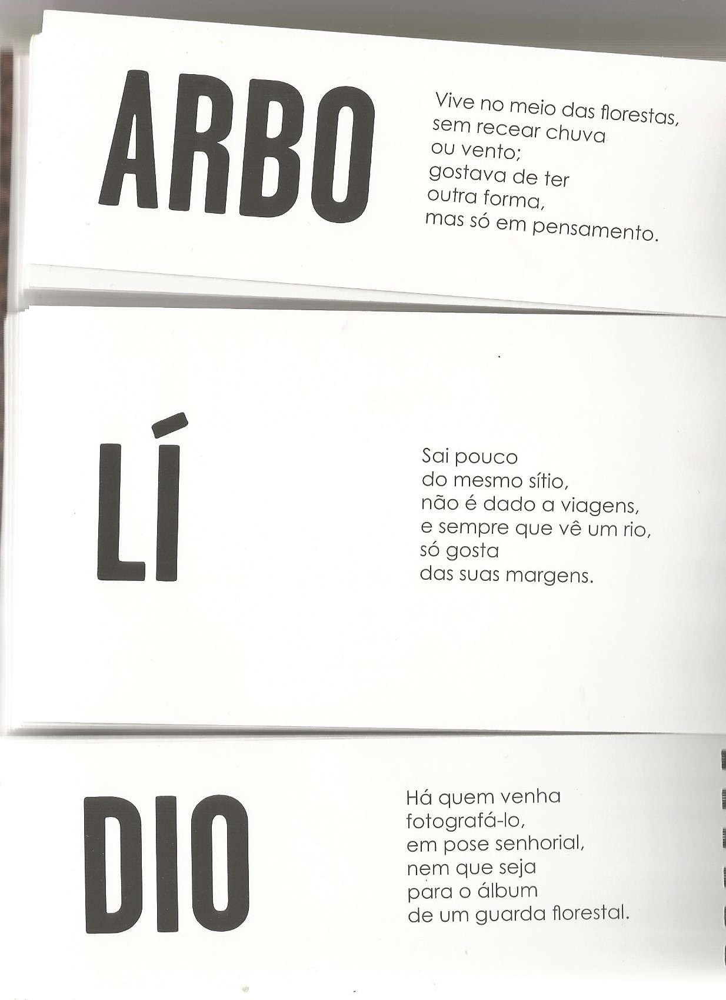 ARBO
Vive no meio das florestas,
sem recear chuva
ou vento;
gostava de ter
outra forma,
mas só em pensamento.
LÍ
Sai pouco
do mesmo sítio,
não é dado a viagens,
e sempre que vê um rio,
só gosta
das suas margens.
DIO
Há quem venha
fotografá-lo,
em pose senhorial,
nem que seja
para o álbum
de um guarda florestal.